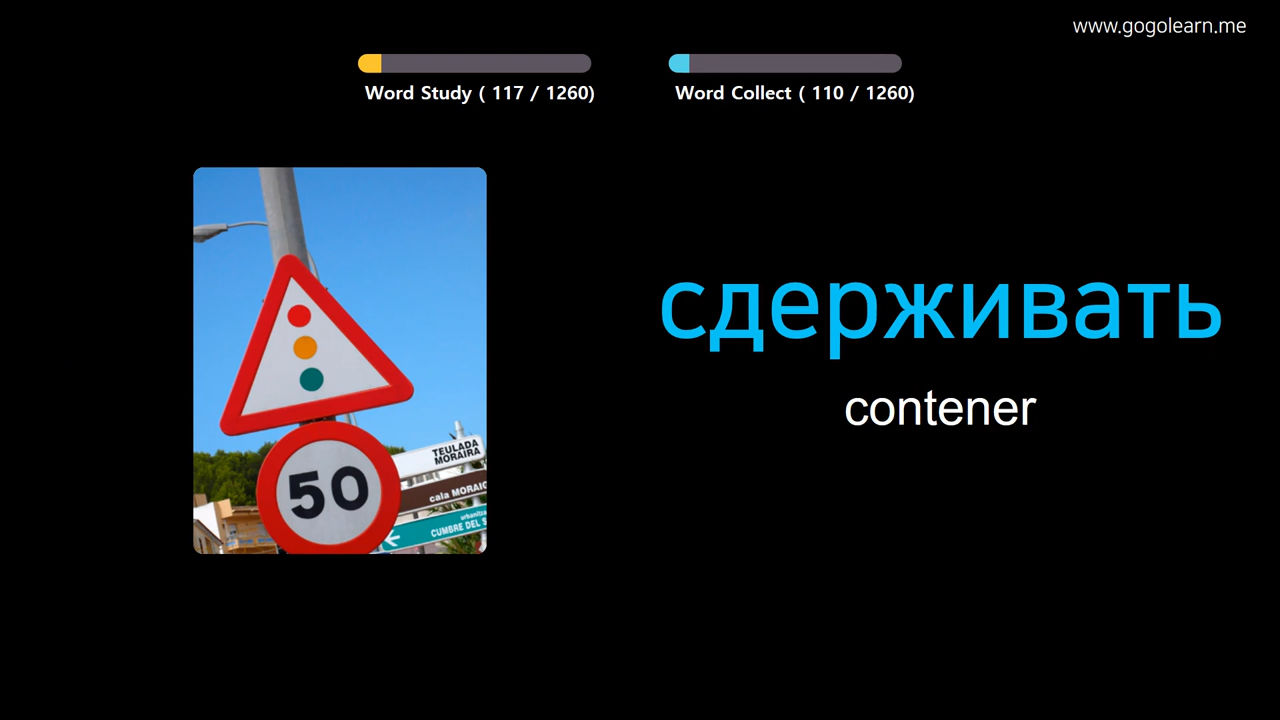 www.gogolearn.me
Word Study ( 117 / 1260)
Word Collect ( 110 / 1260)
сдерживать
contener
50
TEULADA
MORAIRA
cala
CUMBRE DEL